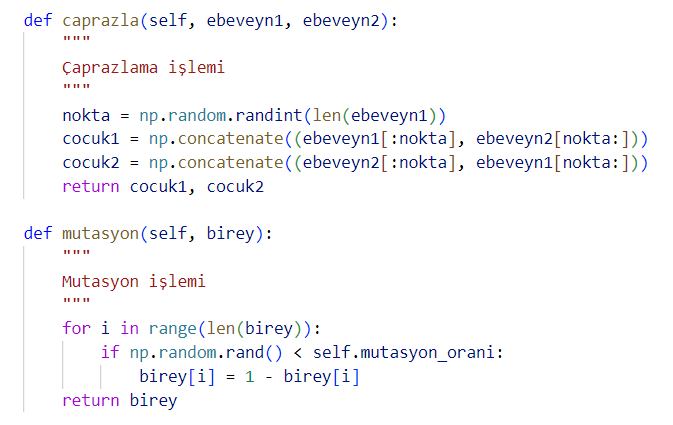 def caprazla(self, ebeveyn1, ebeveyn2):
    """
    Çaprazlama işlemi
    """
    nokta = np.random.randint(len(ebeveyn1))
    cocuk1 = np.concatenate((ebeveyn1[:nokta], ebeveyn2[nokta:]))
    cocuk2 = np.concatenate((ebeveyn2[:nokta], ebeveyn1[nokta:]))
    return cocuk1, cocuk2

def mutasyon(self, birey):
    """
    Mutasyon işlemi
    """
    for i in range(len(birey)):
        if np.random.rand() < self.mutasyon_orani:
            birey[i] = 1 - birey[i]
    return birey